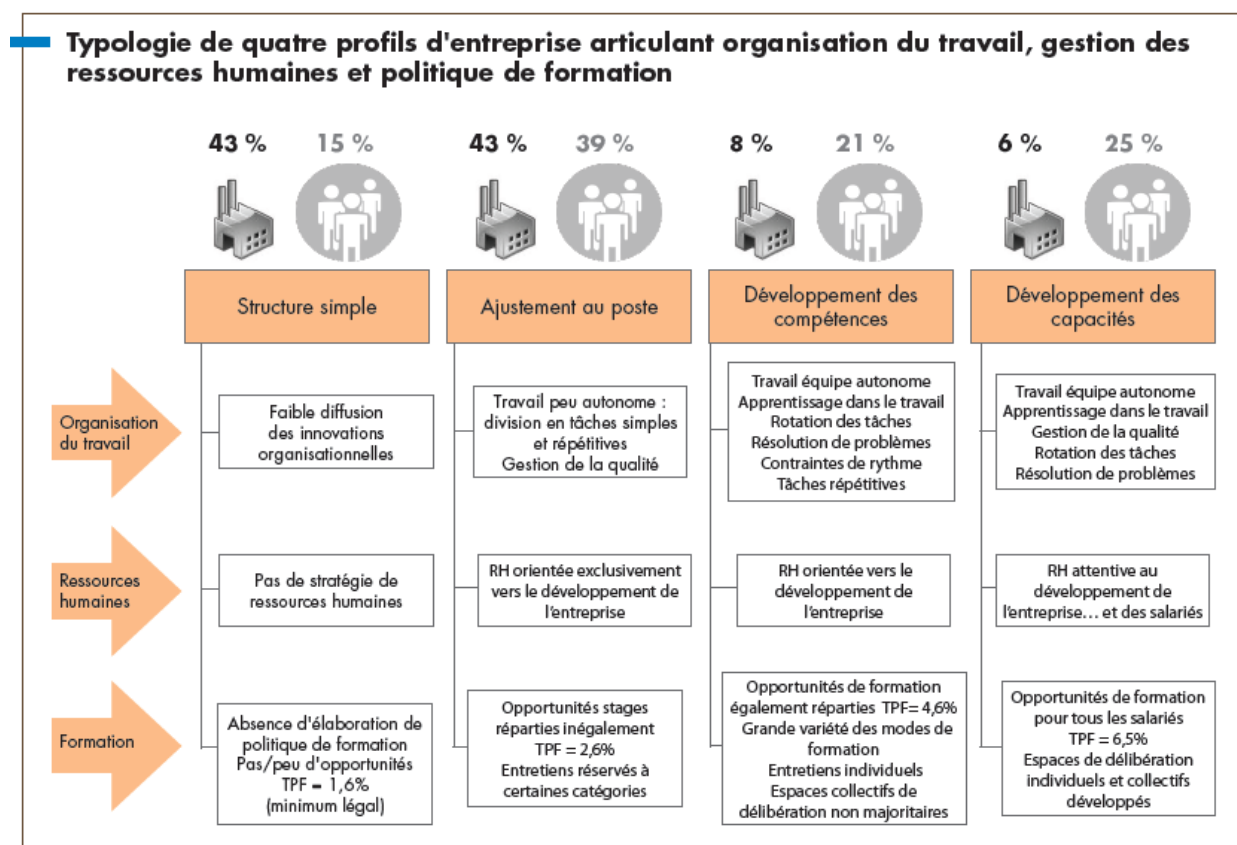 Typologie de quatre profils d'entreprise articulant organisation du travail, gestion des
ressources humaines et politique de formation
43 %
15 %
43 %
39 %
8 %
21 %
6 %
25 %
Structure simple
Ajustement au poste
Développement des
compétences
Développement des
capacités
Organisation
du travail
Faible diffusion
des innovations
organisationnelles
Travail peu autonome :
division en tâches simples
et répétitives
Gestion de la qualité
Travail équipe autonome
Apprentissage dans le travail
Rotation des tâches
Résolution de problèmes
Contraintes de rythme
Tâches répétitives
Travail équipe autonome
Apprentissage dans le travail
Gestion de la qualité
Rotation des tâches
Résolution de problèmes
Ressources
humaines
Pas de stratégie de
ressources humaines
RH orientée exclusivement
vers le développement de
l'entreprise
RH orientée vers le
développement de
l'entreprise
RH attentive au
développement de
l'entreprise... et des salariés
Formation
Absence d'élaboration de
politique de formation
Pas/peu d'opportunités
TPF = 1,6%
(minimum légal)
Opportunités stages
réparties inégalement
TPF = 2,6%
Entretiens réservés à
certaines catégories
Opportunités de formation
également réparties TPF= 4,6%
Grande variété des modes de
formation
Entretiens individuels
Espaces collectifs de
délibération non majoritaires
Opportunités de formation
pour tous les salariés
TPF = 6,5%
Espaces de délibération
individuels et collectifs
développés